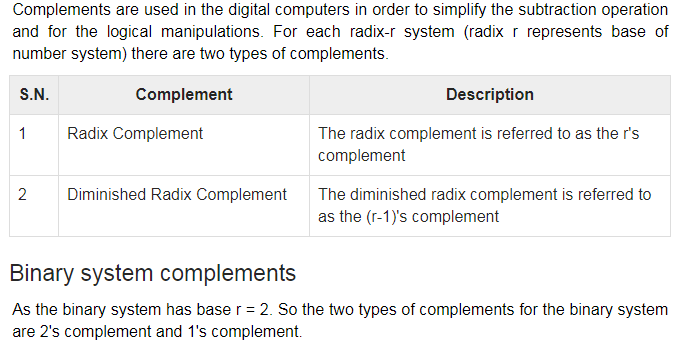 Complements are used in the digital computers in order to simplify the subtraction operation
and for the logical manipulations. For each radix-r system (radix r represents base of
number system) there are two types of complements.
S.N. Complement Description
1 Radix Complement The radix complement is referred to as the r's
complement
2 Diminished Radix Complement The diminished radix complement is referred to
as the (r-1)'s complement
Binary system complements
As the binary system has base r = 2. So the two types of complements for the binary system
are 2's complement and 1's complement.